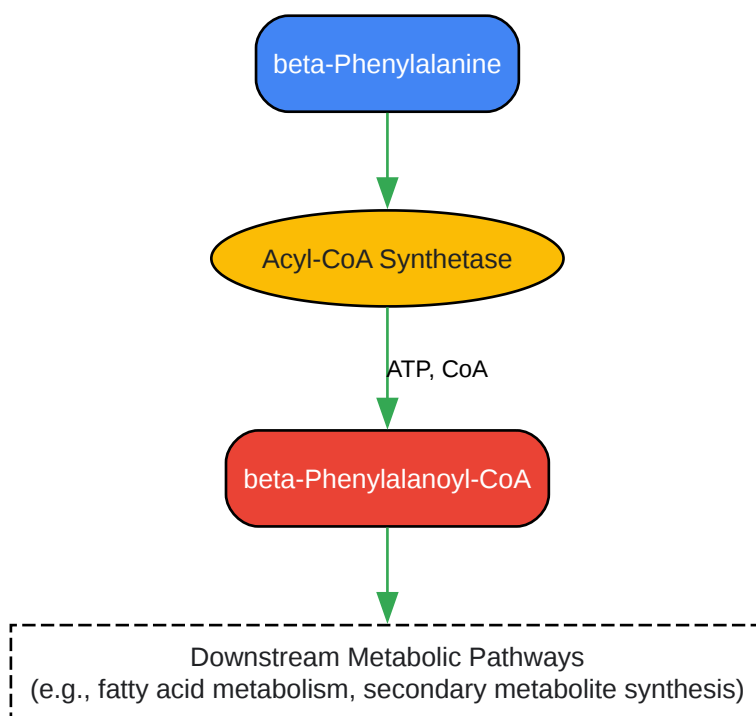 beta-Phenylalanine
Acyl-CoA Synthetase
ATP, CoA
beta-Phenylalanoyl-CoA
Downstream Metabolic Pathways
(e.g., fatty acid metabolism, secondary metabolite synthesis)